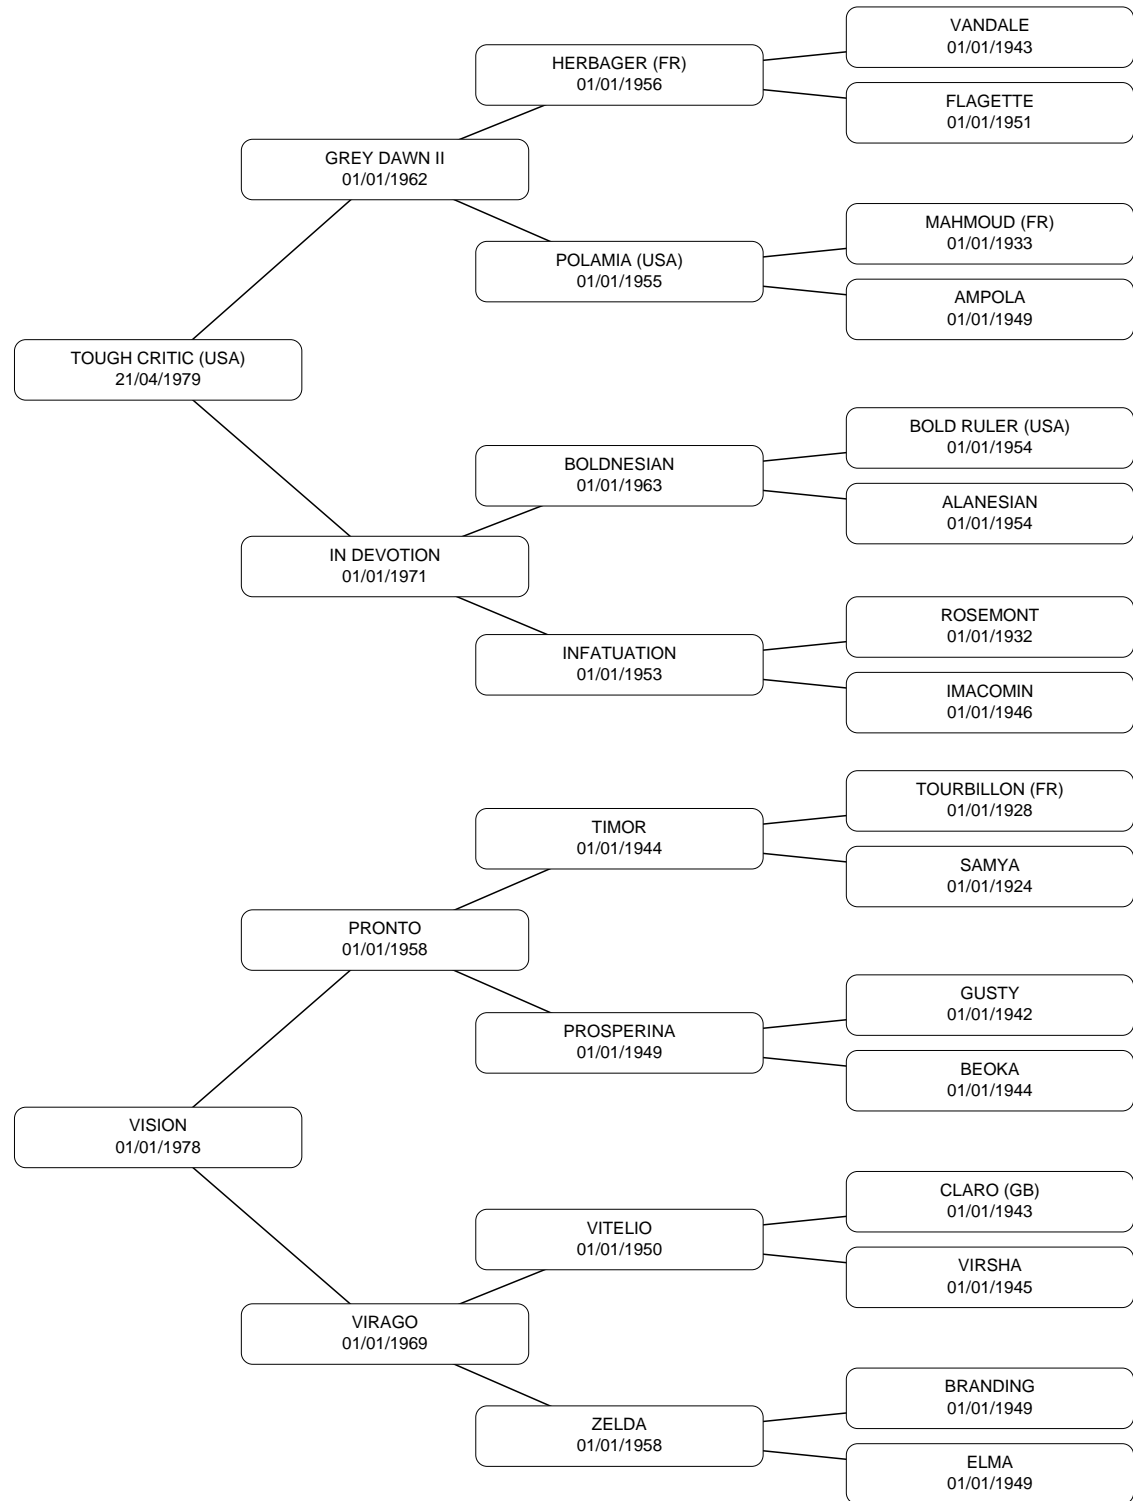 VANDALE
01/01/1943
HERBAGER (FR)
01/01/1956
FLAGETTE
01/01/1951
GREY DAWN II
01/01/1962
MAHMOUD (FR)
01/01/1933
POLAMIA (USA)
01/01/1955
AMPOLA
01/01/1949
TOUGH CRITIC (USA)
21/04/1979
BOLD RULER (USA)
01/01/1954
BOLDNESIAN
01/01/1963
ALANESIAN
01/01/1954
IN DEVOTION
01/01/1971
ROSEMONT
01/01/1932
INFATUATION
01/01/1953
IMACOMIN
01/01/1946
TOURBILLON (FR)
01/01/1928
TIMOR
01/01/1944
SAMYA
01/01/1924
PRONTO
01/01/1958
GUSTY
01/01/1942
PROSPERINA
01/01/1949
BEOKA
01/01/1944
VISION
01/01/1978
CLARO (GB)
01/01/1943
VITELIO
01/01/1950
VIRSHA
01/01/1945
VIRAGO
01/01/1969
BRANDING
01/01/1949
ZELDA
01/01/1958
ELMA
01/01/1949